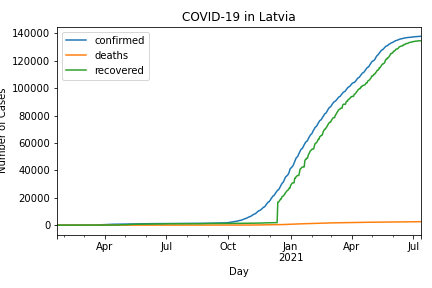 COVID-19 in Latvia
140000
120000
100000
80000
60000
40000
20000
0
Number of Cases
confirmed
deaths
recovered
Apr Jul Oct Jan Apr Jul
2021
Day